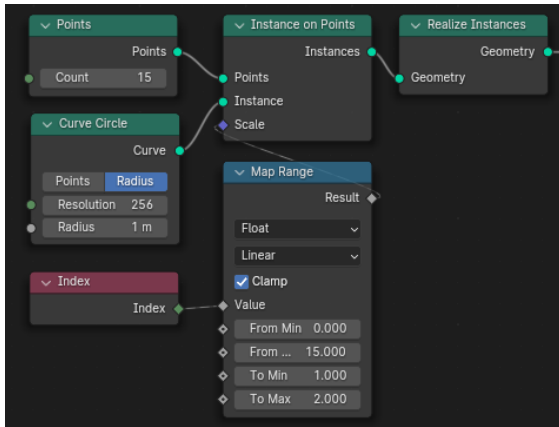 Points
Points
Count 15
Curve Circle
Curve
Points Radius
Resolution 256
Radius 1 m
Index
Index
Instance on Points
Instances
Points
Instance
Scale
Map Range
Result
Float
Linear
Clamp
Value
From Min 0.000
From ... 15.000
To Min 1.000
To Max 2.000
Realize Instances
Geometry
Geometry